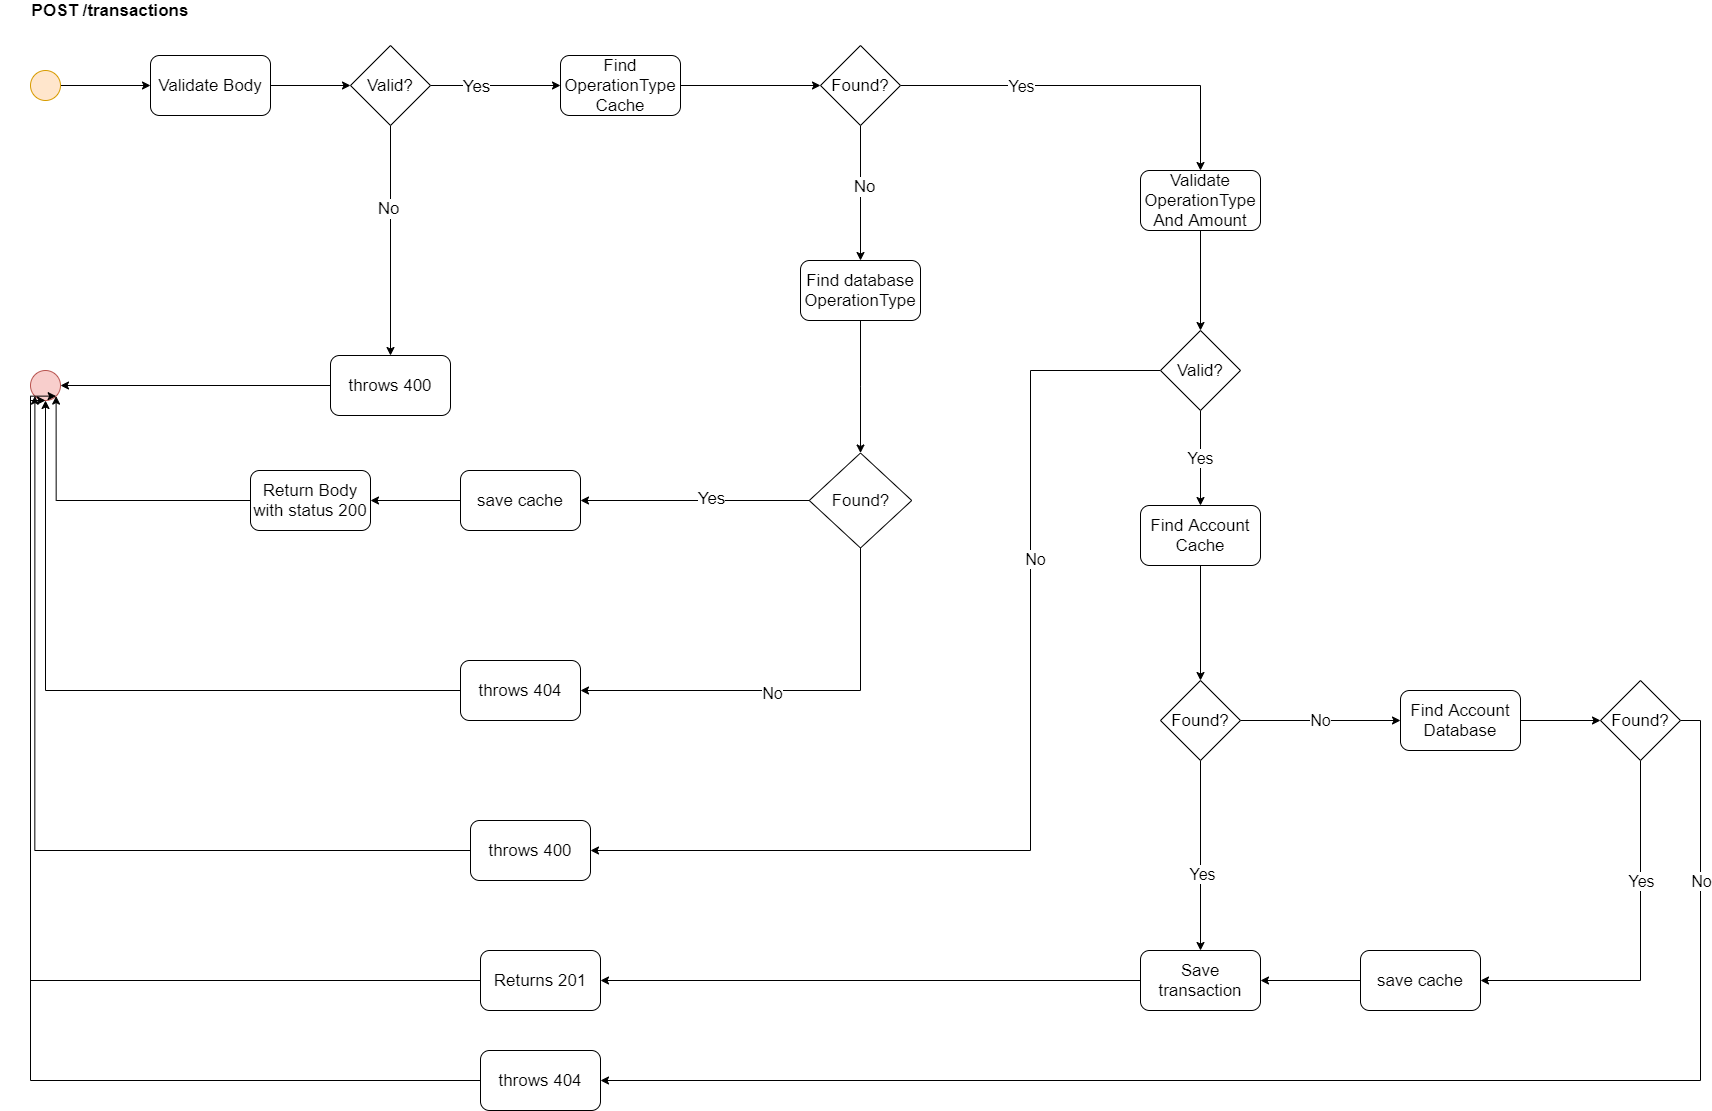 POST /transactions
Validate Body
Valid?
Yes
Find
OperationType
Cache
Found?
Yes
No
No
Validate
OperationType
And Amount
Find database
OperationType
throws 400
Valid?
Yes
Return Body
with status 200
save cache
Yes
Found?
No
Find Account
Cache
throws 404
No
Found?
No
Find Account
Database
Found?
throws 400
Yes
Yes
No
Returns 201
Save
transaction
save cache
throws 404